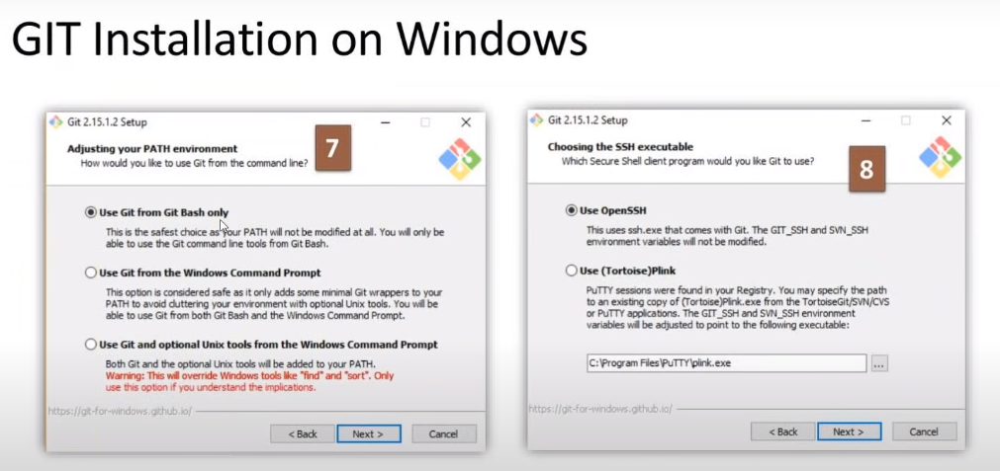 GIT Installation on Windows
Git 2.15.1.2 Setup
7
Adjusting your PATH environment
How would you like to use Git from the command line?
Use Git from Git Bash only
This is the safest choice as your PATH will not be modified at all. You will only be
able to use the Git command line tools from Git Bash.
Use Git from the Windows Command Prompt
This option is considered safe as it only adds some minimal Git wrappers to your
PATH to avoid cluttering your environment with optional Unix tools. You will be
able to use Git from both Git Bash and the Windows Command Prompt.
Use Git and optional Unix tools from the Windows Command Prompt
Both Git and the optional Unix tools will be added to your PATH.
Warning: This will override Windows tools like "find" and "sort". Only
use this option if you understand the implications.
https://git-for-windows.github.io/
< Back
Next >
Cancel
Git 2.15.1.2 Setup
8
Choosing the SSH executable
Which Secure Shell client program would you like Git to use?
Use OpenSSH
This uses ssh.exe that comes with Git. The GIT_SSH and SVN_SSH
environment variables will not be modified.
Use (Tortoise)Plink
PuTTY sessions were found in your Registry. You may specify the path
to an existing copy of (Tortoise)Plink.exe from the TortoiseGit/SVN/CVS
or PuTTY applications. The GIT_SSH and SVN_SSH environment
variables will be adjusted to point to the following executable:
C:\Program Files\PuTTY\plink.exe
...
https://git-for-windows.github.io/
< Back
Next >
Cancel